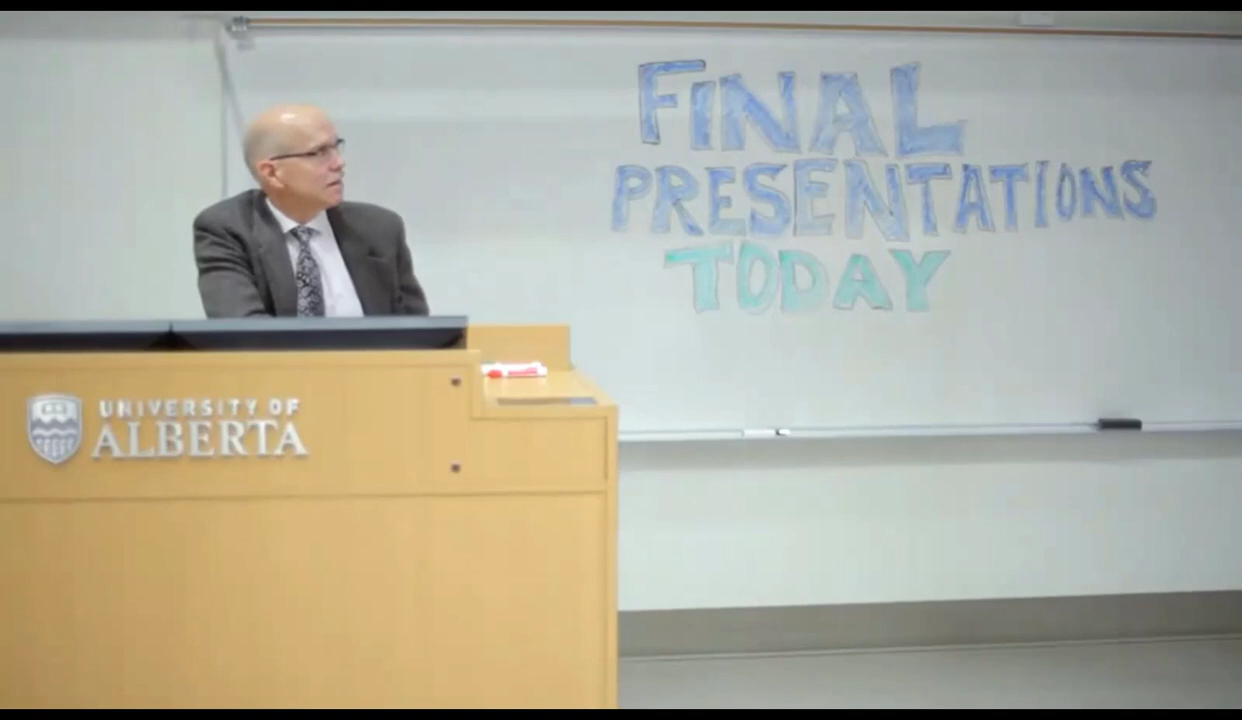 FINAL
PRESENTATIONS
TODAY
UNIVERSITY OF
ALBERTA